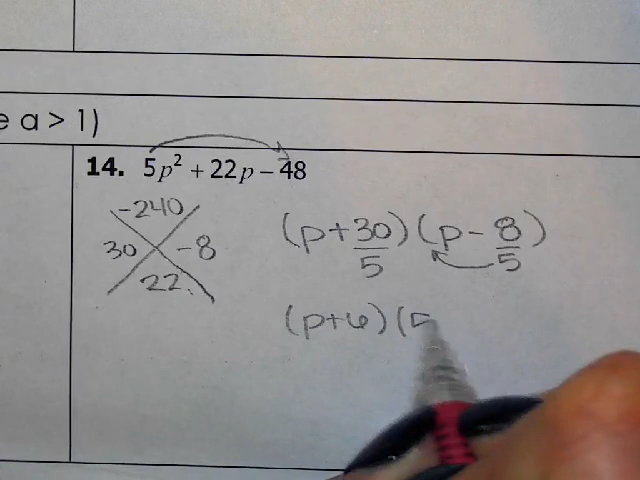 e a > 1)
14. 5p² + 22p − 48
-240
30 -8
22
(p + 30/5)(p - 8/5)
(p+6)(5